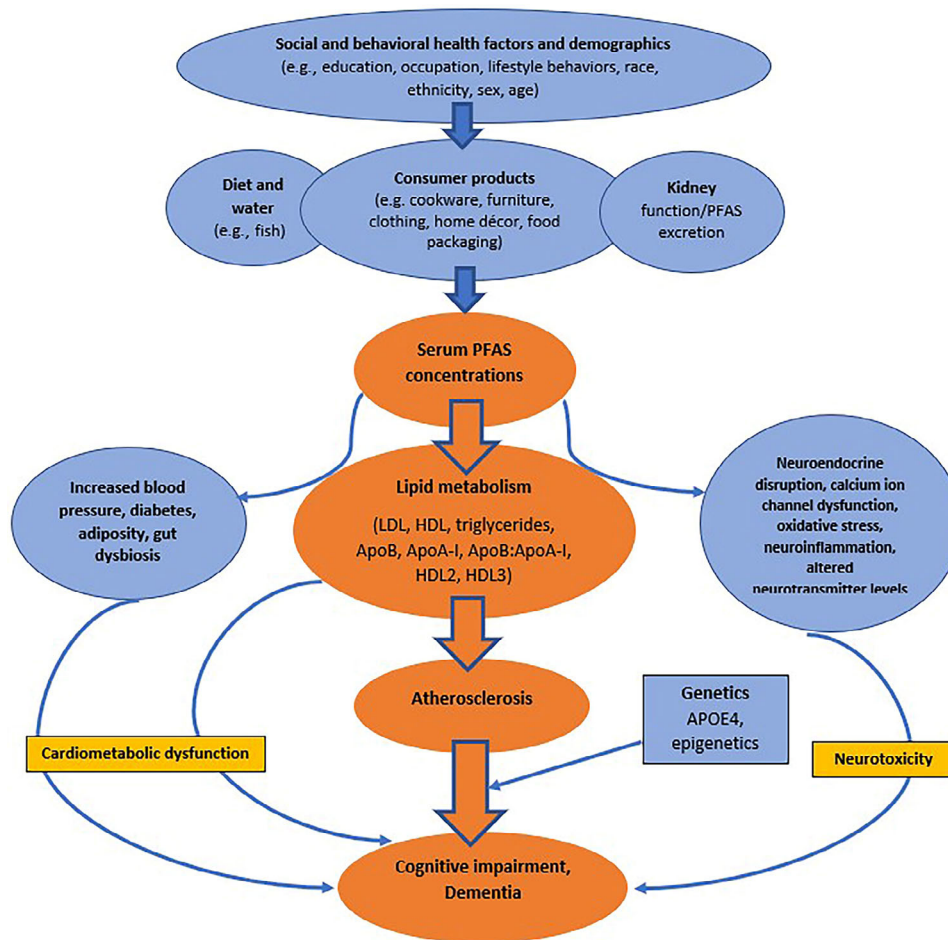 Social and behavioral health factors and demographics
(e.g., education, occupation, lifestyle behaviors, race,
ethnicity, sex, age)
Diet and
water
(e.g., fish)
Consumer products
(e.g. cookware, furniture,
clothing, home décor, food
packaging)
Kidney
function/PFAS
excretion
Serum PFAS
concentrations
Increased blood
pressure, diabetes,
adiposity, gut
dysbiosis
Lipid metabolism
(LDL, HDL, triglycerides,
ApoB, ApoA-I, ApoB:ApoA-I,
HDL2, HDL3)
Neuroendocrine
disruption, calcium ion
channel dysfunction,
oxidative stress,
neuroinflammation,
altered
neurotransmitter levels
Atherosclerosis
Genetics
APOE4,
epigenetics
Cardiometabolic dysfunction
Neurotoxicity
Cognitive impairment,
Dementia